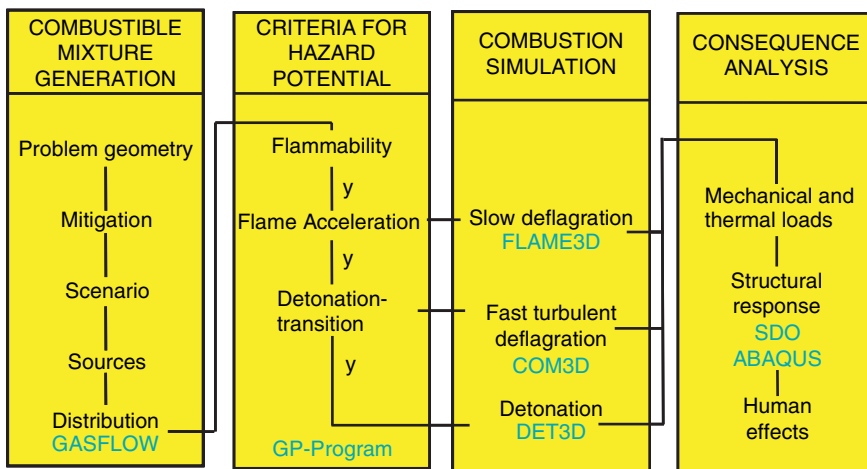 COMBUSTIBLE
MIXTURE
GENERATION
Problem geometry
Mitigation
Scenario
Sources
Distribution
GASFLOW
CRITERIA FOR
HAZARD
POTENTIAL
Flammability
y
Flame Acceleration
y
Detonation-
transition
y
GP-Program
COMBUSTION
SIMULATION
Slow deflagration
FLAME3D
Fast turbulent
deflagration
COM3D
Detonation
DET3D
CONSEQUENCE
ANALYSIS
Mechanical and
thermal loads
Structural
response
SDO
ABAQUS
Human
effects